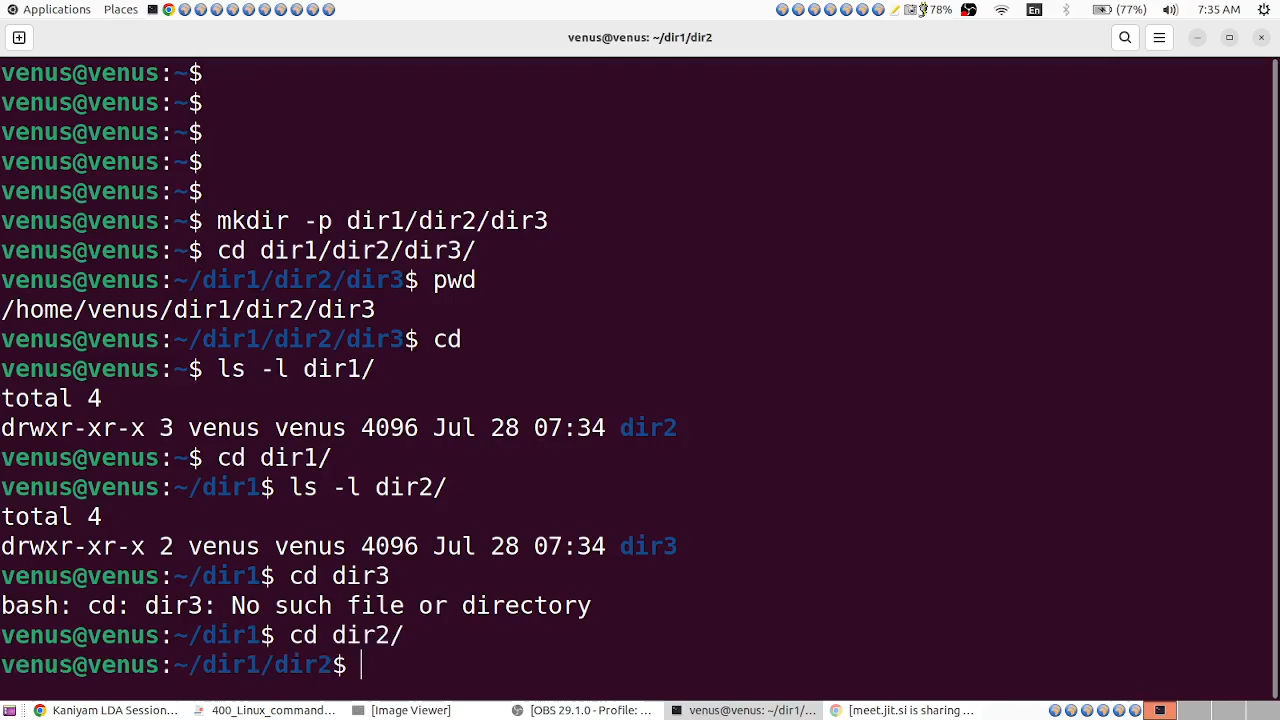 Applications Places 78% En (77%) 7:35 AM
venus@venus: ~/dir1/dir2
venus@venus:~$
venus@venus:~$
venus@venus:~$
venus@venus:~$
venus@venus:~$
venus@venus:~$ mkdir -p dir1/dir2/dir3
venus@venus:~$ cd dir1/dir2/dir3/
venus@venus:~/dir1/dir2/dir3$ pwd
/home/venus/dir1/dir2/dir3
venus@venus:~/dir1/dir2/dir3$ cd
venus@venus:~$ ls -l dir1/
total 4
drwxr-xr-x 3 venus venus 4096 Jul 28 07:34 dir2
venus@venus:~$ cd dir1/
venus@venus:~/dir1$ ls -l dir2/
total 4
drwxr-xr-x 2 venus venus 4096 Jul 28 07:34 dir3
venus@venus:~/dir1$ cd dir3
bash: cd: dir3: No such file or directory
venus@venus:~/dir1$ cd dir2/
venus@venus:~/dir1/dir2$
Kaniyam LDA Session... 400_Linux_command... [Image Viewer] [OBS 29.1.0 - Profile: ... venus@venus: ~/dir1/... [meet.jit.si is sharing ...